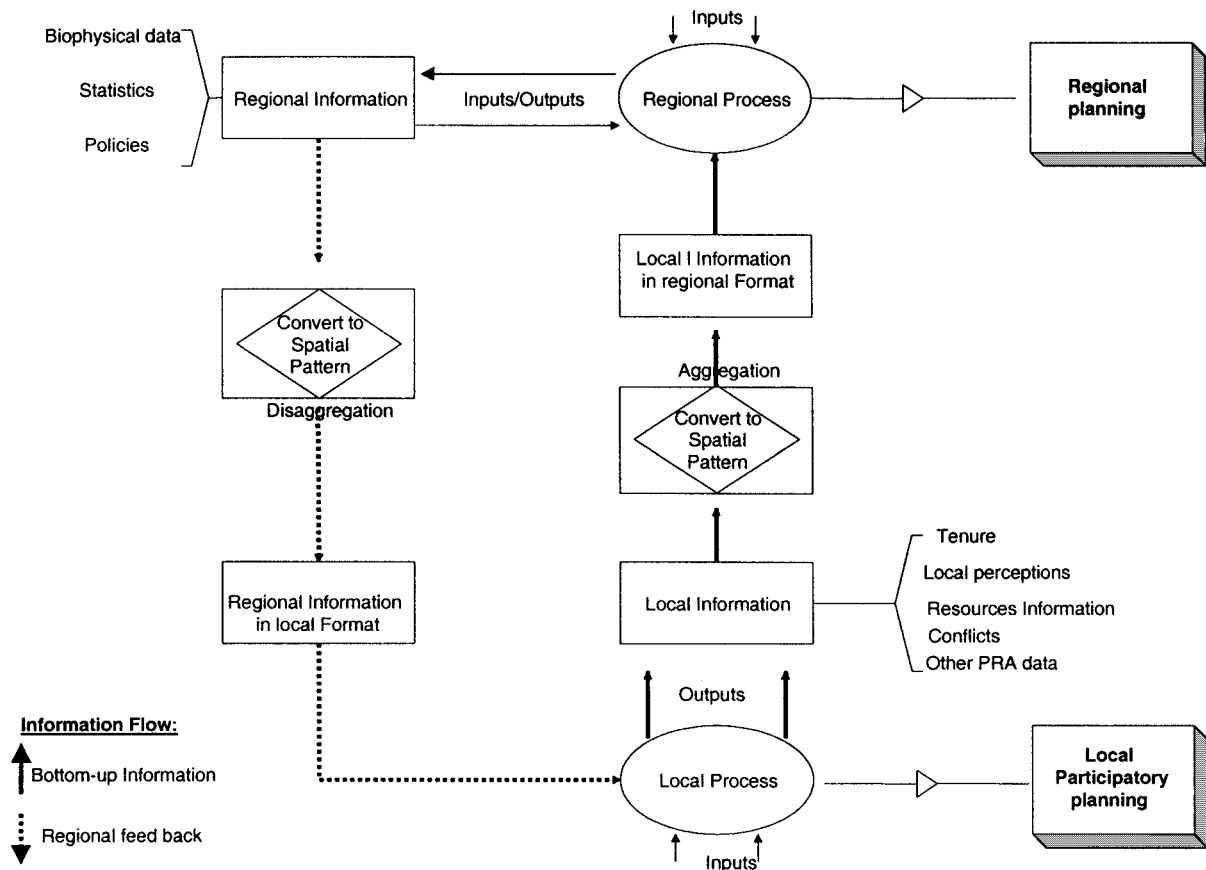 Inputs
Biophysical data
Statistics
Policies
Regional Information
Inputs/Outputs
Regional Process
Regional
planning
Local I Information
in regional Format
Convert to
Spatial
Pattern
Disaggregation
Aggregation
Convert to
Spatial
Pattern
Regional Information
in local Format
Local Information
Tenure
Local perceptions
Resources Information
Conflicts
Other PRA data
Outputs
Information Flow:
Bottom-up Information
Regional feed back
Local Process
Local
Participatory
planning
Inputs